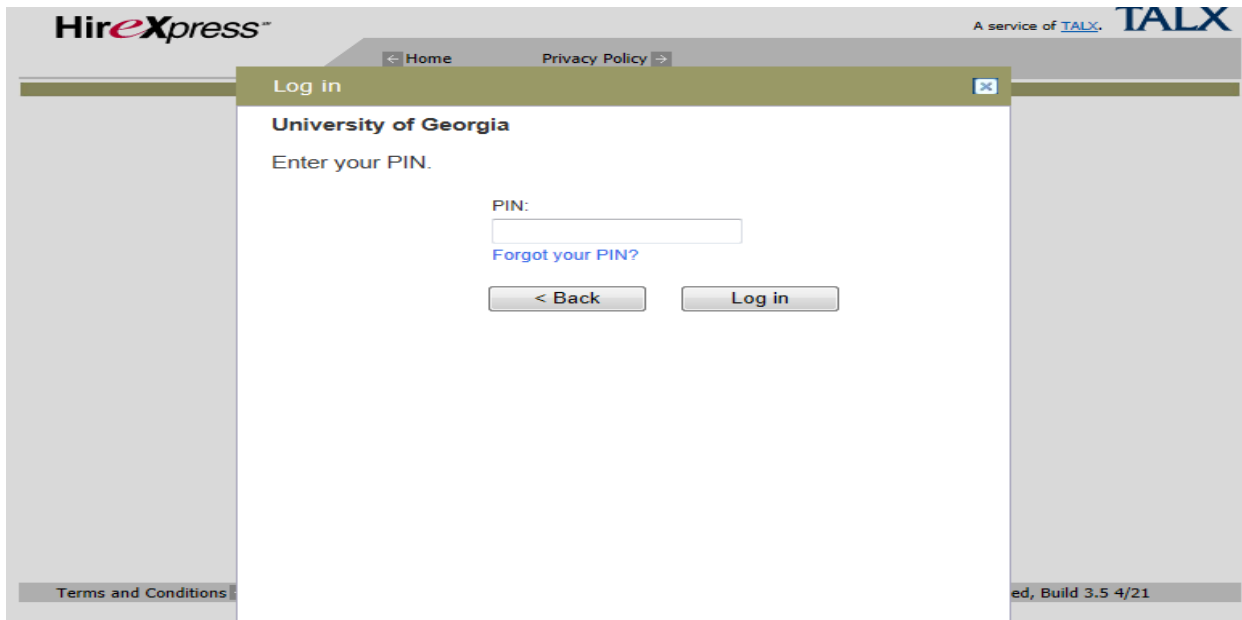 HireXpress℠
A service of TALX. TALX
Home Privacy Policy
Log in
University of Georgia
Enter your PIN.
PIN:
Forgot your PIN?
< Back Log in
Terms and Conditions ed, Build 3.5 4/21